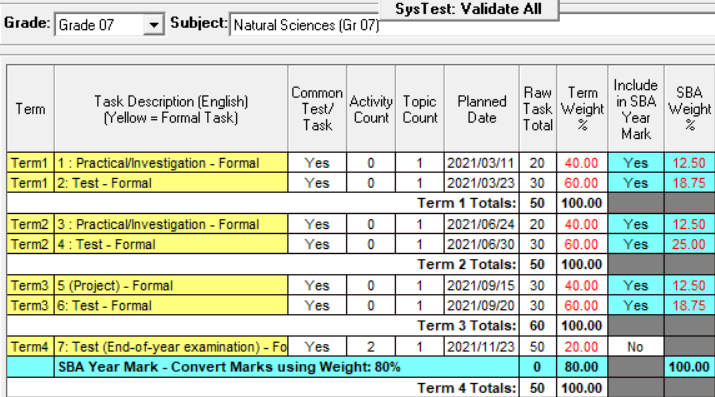 SysTest: Validate All
Grade: Grade 07 Subject: Natural Sciences (Gr 07)
Term Task Description (English) (Yellow = Formal Task) Common Test/ Task Activity Count Topic Count Planned Date Raw Task Total Term Weight % Include in SBA Year Mark SBA Weight %
Term1 1 : Practical/Investigation - Formal Yes 0 1 2021/03/11 20 40.00 Yes 12.50
Term1 2: Test - Formal Yes 0 1 2021/03/23 30 60.00 Yes 18.75
Term 1 Totals: 50 100.00
Term2 3 : Practical/Investigation - Formal Yes 0 1 2021/06/24 20 40.00 Yes 12.50
Term2 4 : Test - Formal Yes 0 1 2021/06/30 30 60.00 Yes 25.00
Term 2 Totals: 50 100.00
Term3 5 (Project) - Formal Yes 0 1 2021/09/15 30 60.00 Yes 12.50
Term3 6: Test - Formal Yes 0 1 2021/09/20 30 60.00 Yes 18.75
Term 3 Totals: 60 100.00
Term4 7: Test (End-of-year examination) - Fo Yes 2 1 2021/11/23 50 20.00 No
SBA Year Mark - Convert Marks using Weight: 80% 0 80.00 100.00
Term 4 Totals: 50 100.00